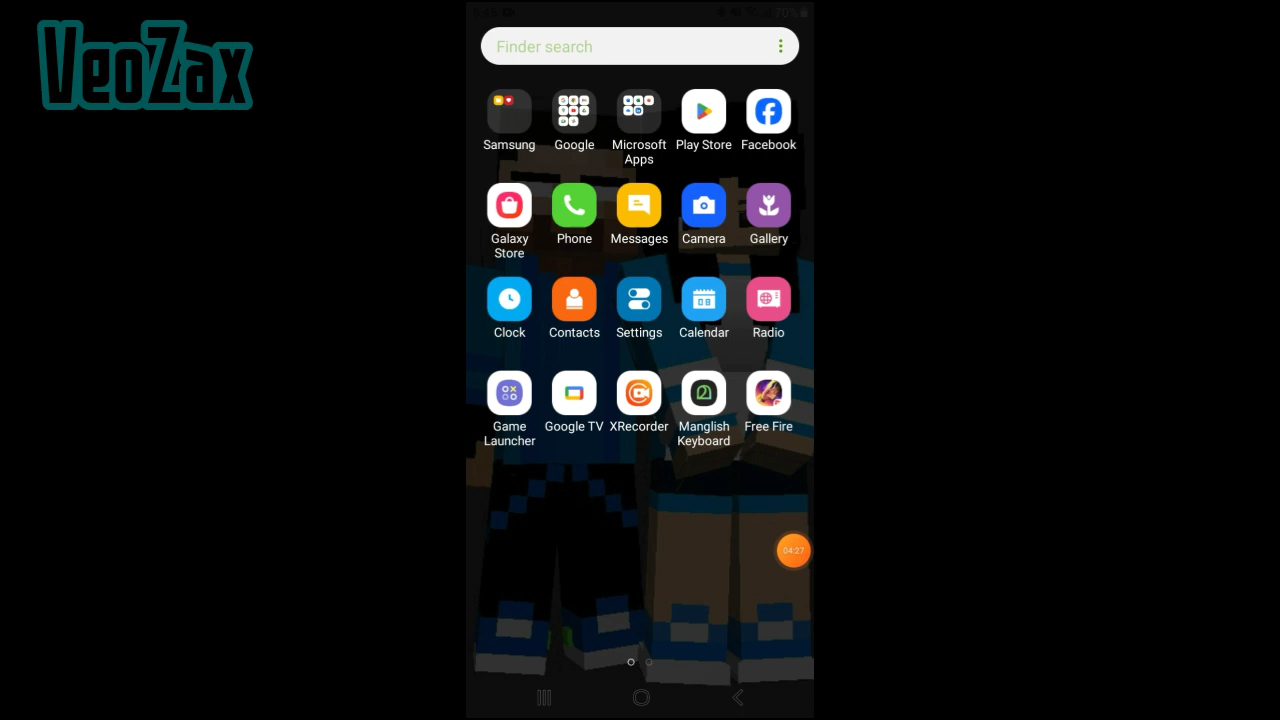 VeoZax
70%
Finder search
Samsung Google Microsoft Apps Play Store Facebook
Galaxy Store Phone Messages Camera Gallery
Clock Contacts Settings Calendar Radio
Game Launcher Google TV XRecorder Manglish Keyboard Free Fire
04:27